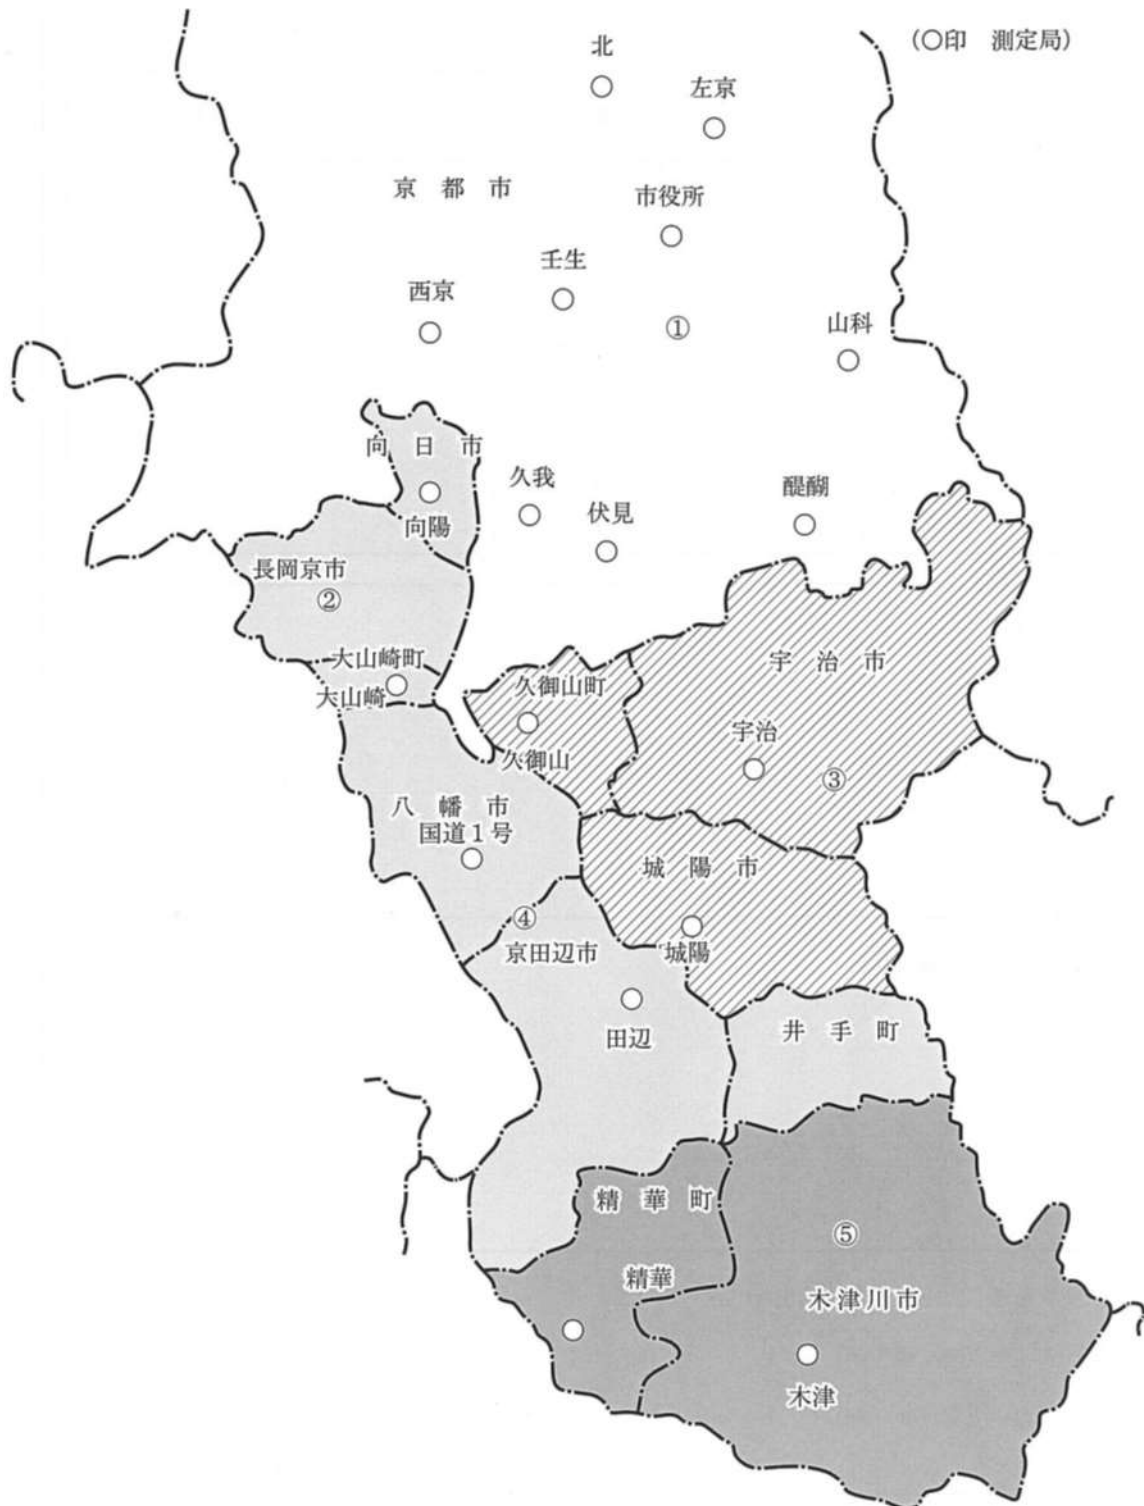 (○印 測定局)
北
左京
京都市
市役所
壬生
西京
①
山科
向日市
久我
醍醐
伏見
向陽
長岡京市
②
大山崎町
大山崎
宇治市
久御山町
宇治
久御山
③
八幡市
国道1号
城陽市
④
京田辺市
城陽
田辺
井手町
精華町
⑤
精華
木津川市
木津